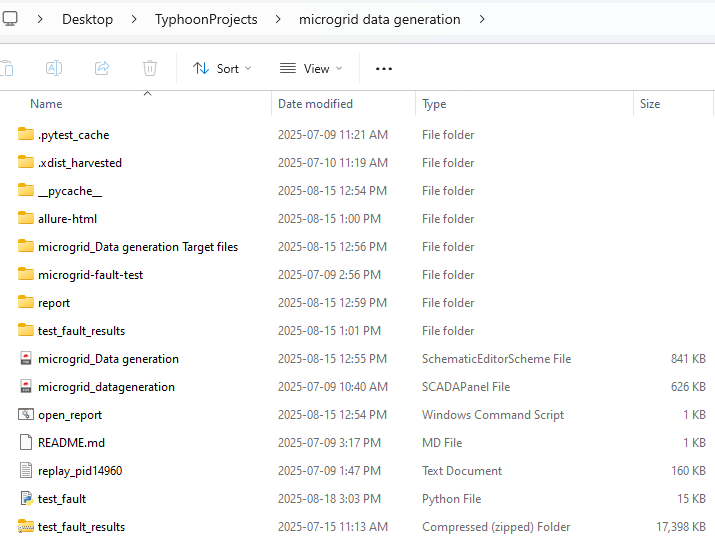 Desktop > TyphoonProjects > microgrid data generation >
Sort View ...
Name Date modified Type Size
.pytest_cache 2025-07-09 11:21 AM File folder
.xdist_harvested 2025-07-10 11:19 AM File folder
__pycache__ 2025-08-15 12:54 PM File folder
allure-html 2025-08-15 1:00 PM File folder
microgrid_Data generation Target files 2025-08-15 12:56 PM File folder
microgrid-fault-test 2025-07-09 2:56 PM File folder
report 2025-08-15 12:59 PM File folder
test_fault_results 2025-08-15 1:01 PM File folder
microgrid_Data generation 2025-08-15 12:55 PM SchematicEditorScheme File 841 KB
microgrid_datageneration 2025-07-09 10:40 AM SCADAPanel File 626 KB
open_report 2025-08-15 12:54 PM Windows Command Script 1 KB
README.md 2025-07-09 3:17 PM MD File 1 KB
replay_pid14960 2025-07-09 1:47 PM Text Document 160 KB
test_fault 2025-08-18 3:03 PM Python File 15 KB
test_fault_results 2025-07-15 11:13 AM Compressed (zipped) Folder 17,398 KB